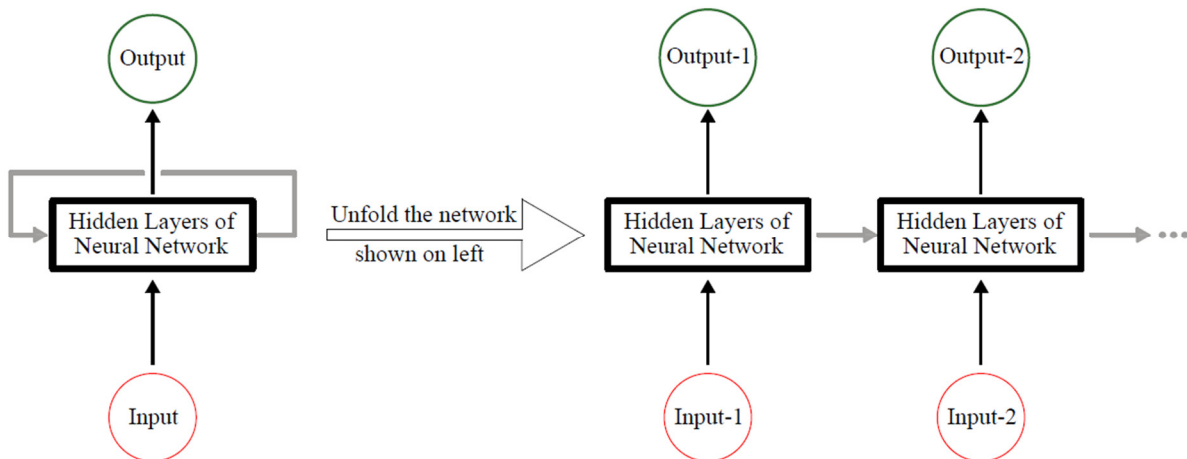 Output
Hidden Layers of
Neural Network
Input
Unfold the network
shown on left
Output-1
Output-2
Hidden Layers of
Neural Network
Hidden Layers of
Neural Network
Input-1
Input-2